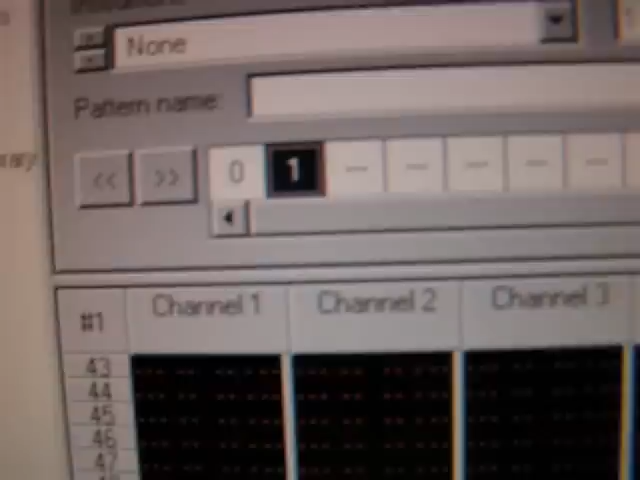 None
Pattern name:
<< >> 0 1 --- --- --- --- ---
#1 Channel 1 Channel 2 Channel 3
43
44
45
46
47